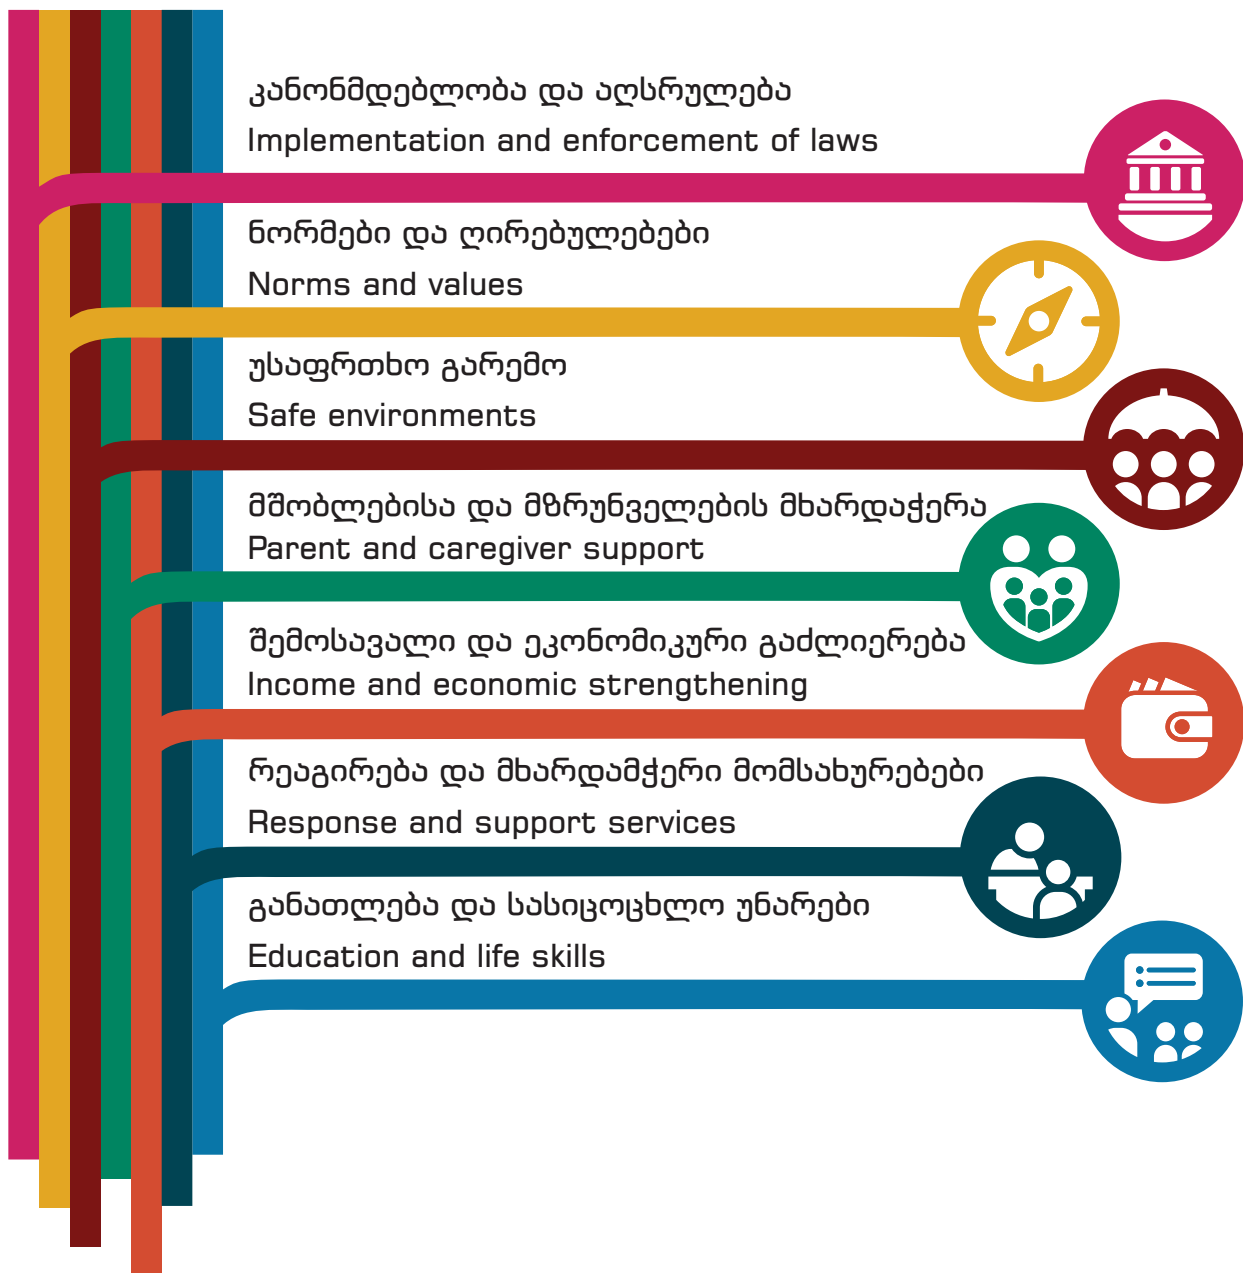 კანონმდებლობა და აღსრულება
Implementation and enforcement of laws
ნორმები და ღირებულებები
Norms and values
უსაფრთხო გარემო
Safe environments
მშობლებისა და მზრუნველების მხარდაჭერა
Parent and caregiver support
შემოსავალი და ეკონომიკური გაძლიერება
Income and economic strengthening
რეაგირება და მხარდამჭერი მომსახურებები
Response and support services
განათლება და სასიცოცხლო უნარები
Education and life skills